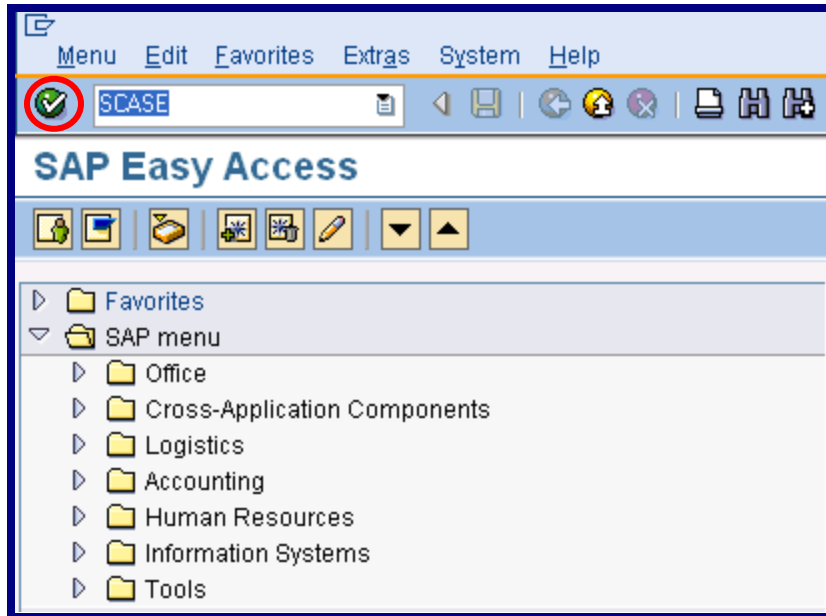 Menu Edit Favorites Extras System Help
SCASE
SAP Easy Access
Favorites
SAP menu
Office
Cross-Application Components
Logistics
Accounting
Human Resources
Information Systems
Tools